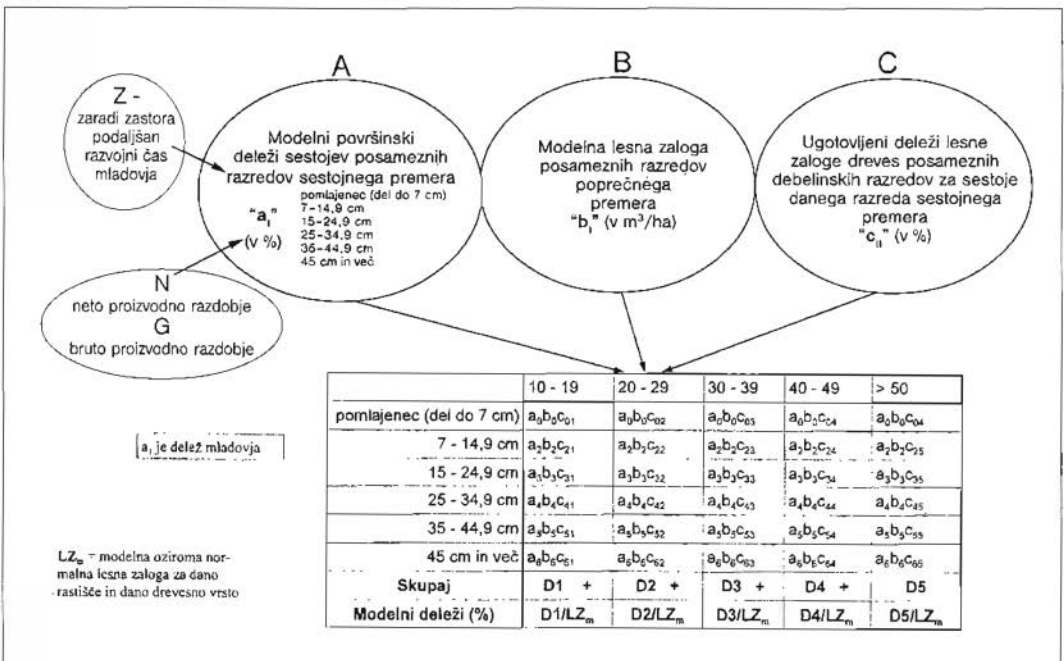 A
B
C
Z -
zaradi zastora
podaljšan
razvojni čas
mladovja
Modelni površinski
deleži sestojev posameznih
razredov sestojnega premera
pomlajenec (del do 7 cm)
"aᵢ"
(v %)
7-14,9 cm
15-24,9 cm
25-34,9 cm
35-44,9 cm
45 cm in več
Modelna lesna zaloga
posameznih razredov
poprečnega
premera
"bᵢ" (v m³/ha)
Ugotovljeni deleži lesne
zaloge dreves posameznih
debelinskih razredov za sestoje
danega razreda sestojnega
premera
"cᵢⱼ" (v %)
N
neto proizvodno razdobje
G
bruto proizvodno razdobje
a₁ je delež mladovja
LZₘ = modelna oziroma nor-
malna lesna zaloga za dano
rastišče in dano drevesno vrsto
10 - 19 20 - 29 30 - 39 40 - 49 > 50
pomlajenec (del do 7 cm) a₀b₀c₀₁ a₀b₀c₀₂ a₀b₀c₀₃ a₀b₀c₀₄ a₀b₀c₀₄
7 - 14,9 cm a₂b₂c₂₁ a₂b₂c₂₂ a₂b₂c₂₃ a₂b₂c₂₄ a₂b₂c₂₅
15 - 24,9 cm a₃b₃c₃₁ a₃b₃c₃₂ a₃b₃c₃₃ a₃b₃c₃₄ a₃b₃c₃₅
25 - 34,9 cm a₄b₄c₄₁ a₄b₄c₄₂ a₄b₄c₄₃ a₄b₄c₄₄ a₄b₄c₄₅
35 - 44,9 cm a₅b₅c₅₁ a₅b₅c₅₂ a₅b₅c₅₃ a₅b₅c₅₄ a₅b₅c₅₅
45 cm in več a₆b₆c₆₁ a₆b₆c₆₂ a₆b₆c₆₃ a₆b₆c₆₄ a₆b₆c₆₅
Skupaj D1 + D2 + D3 + D4 + D5
Modelni deleži (%) D1/LZₘ D2/LZₘ D3/LZₘ D4/LZₘ D5/LZₘ